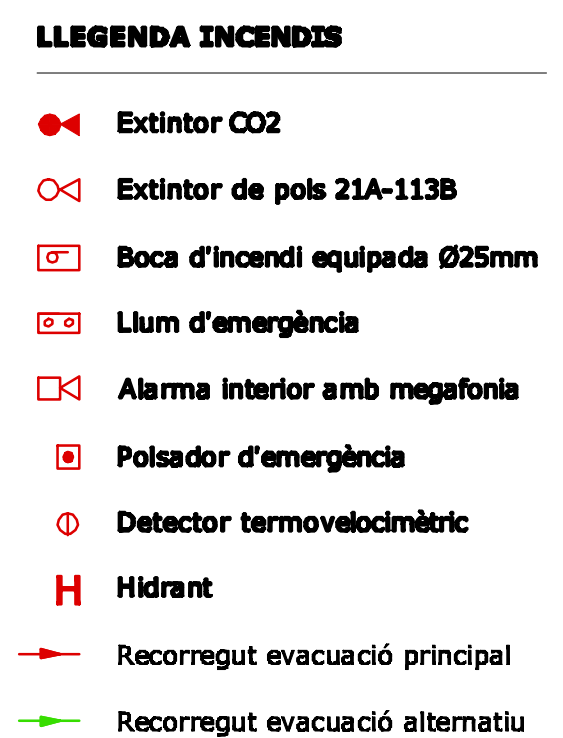 LLEGENDA INCENDIS
Extintor CO2
Extintor de pols 21A-113B
Boca d'incendi equipada Ø25mm
Llum d'emergència
Alarma interior amb megafonia
Polsador d'emergència
Detector termovelocimètric
H Hidrant
Recorregut evacuació principal
Recorregut evacuació alternatiu